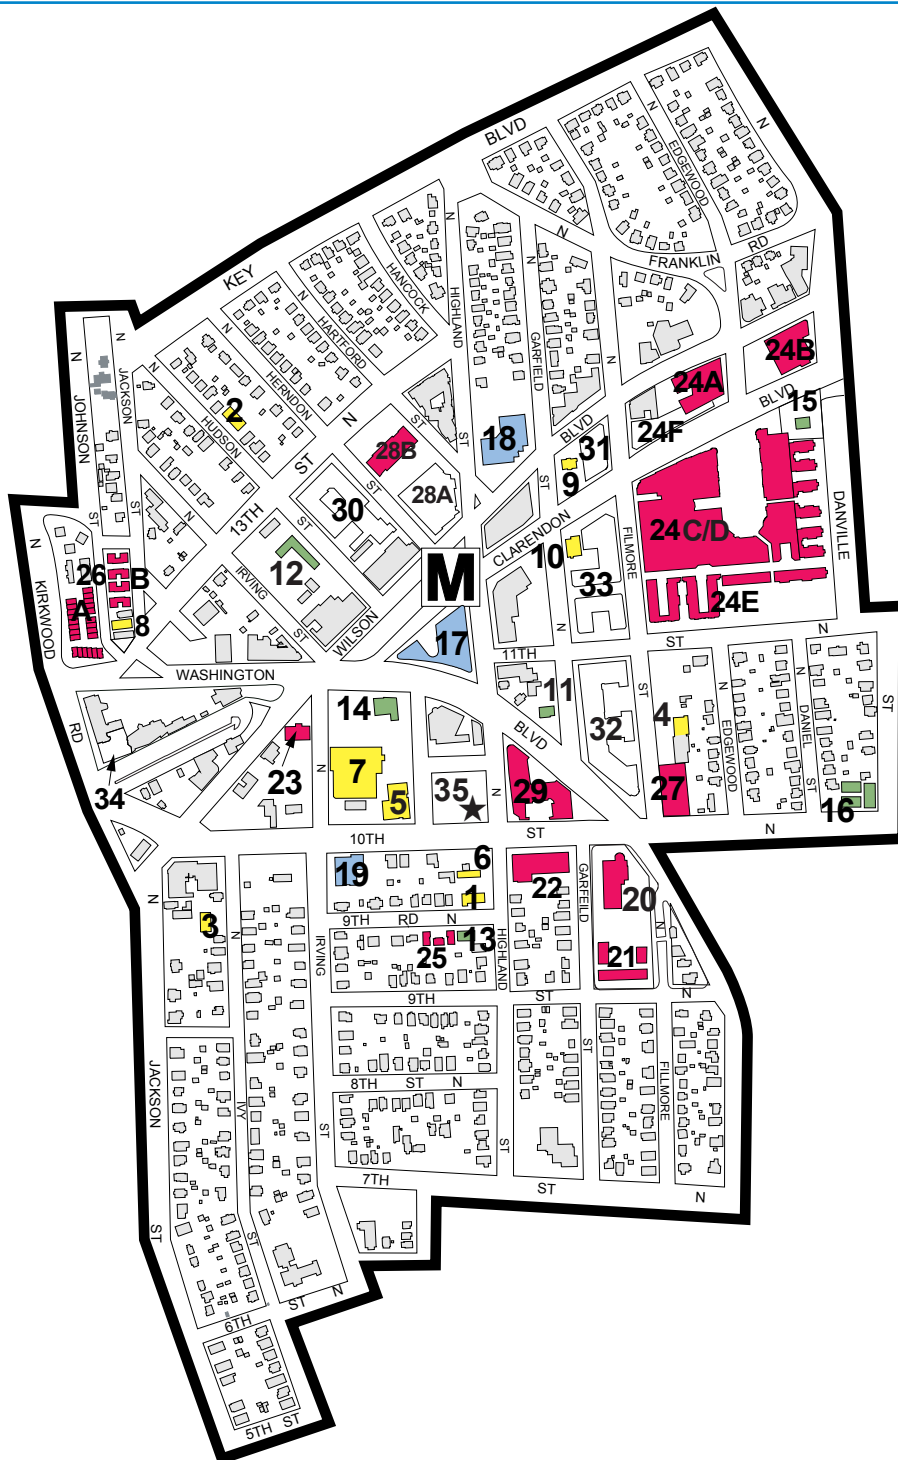 BLVD
N
EDGEWOOD
N
KEY
HANCOCK
N
N
FRANKLIN
RD
N
HARTFORD
HIGHLAND
N
GARFIELD
N
N
N
JACKSON
N
HERNDON
N
HUDSON
2
N
JOHNSON
24B
24A
BLVD
15
24F
BLVD
31
18
ST
ST
28B
ST
28A
9
ST
ST
30
N
13TH
ST
ST
CLARENDON
24C/D
DANVILLE
FILMORE
N
ST
26
B
A
8
KIRKWOOD
12
IRVING
ST
M
10
33
24E
WILSON
17
N
11TH
ST
N
WASHINGTON
14
11
ST
N
N
ST
RD
BLVD
32
4
EDGEWOOD
DANIEL
ST
34
23
N
7
5
35
N
29
27
16
10TH
ST
N
19
6
1
22
GARFEILD
20
N
3
N
9TH
RD
N
25
13
HIGHLAND
21
N
IRVING
9TH
ST
N
ST
JACKSON
IVY
8TH
ST
N
FILLMORE
ST
ST
7TH
ST
N
ST
ST
ST
N
6TH
5TH
ST